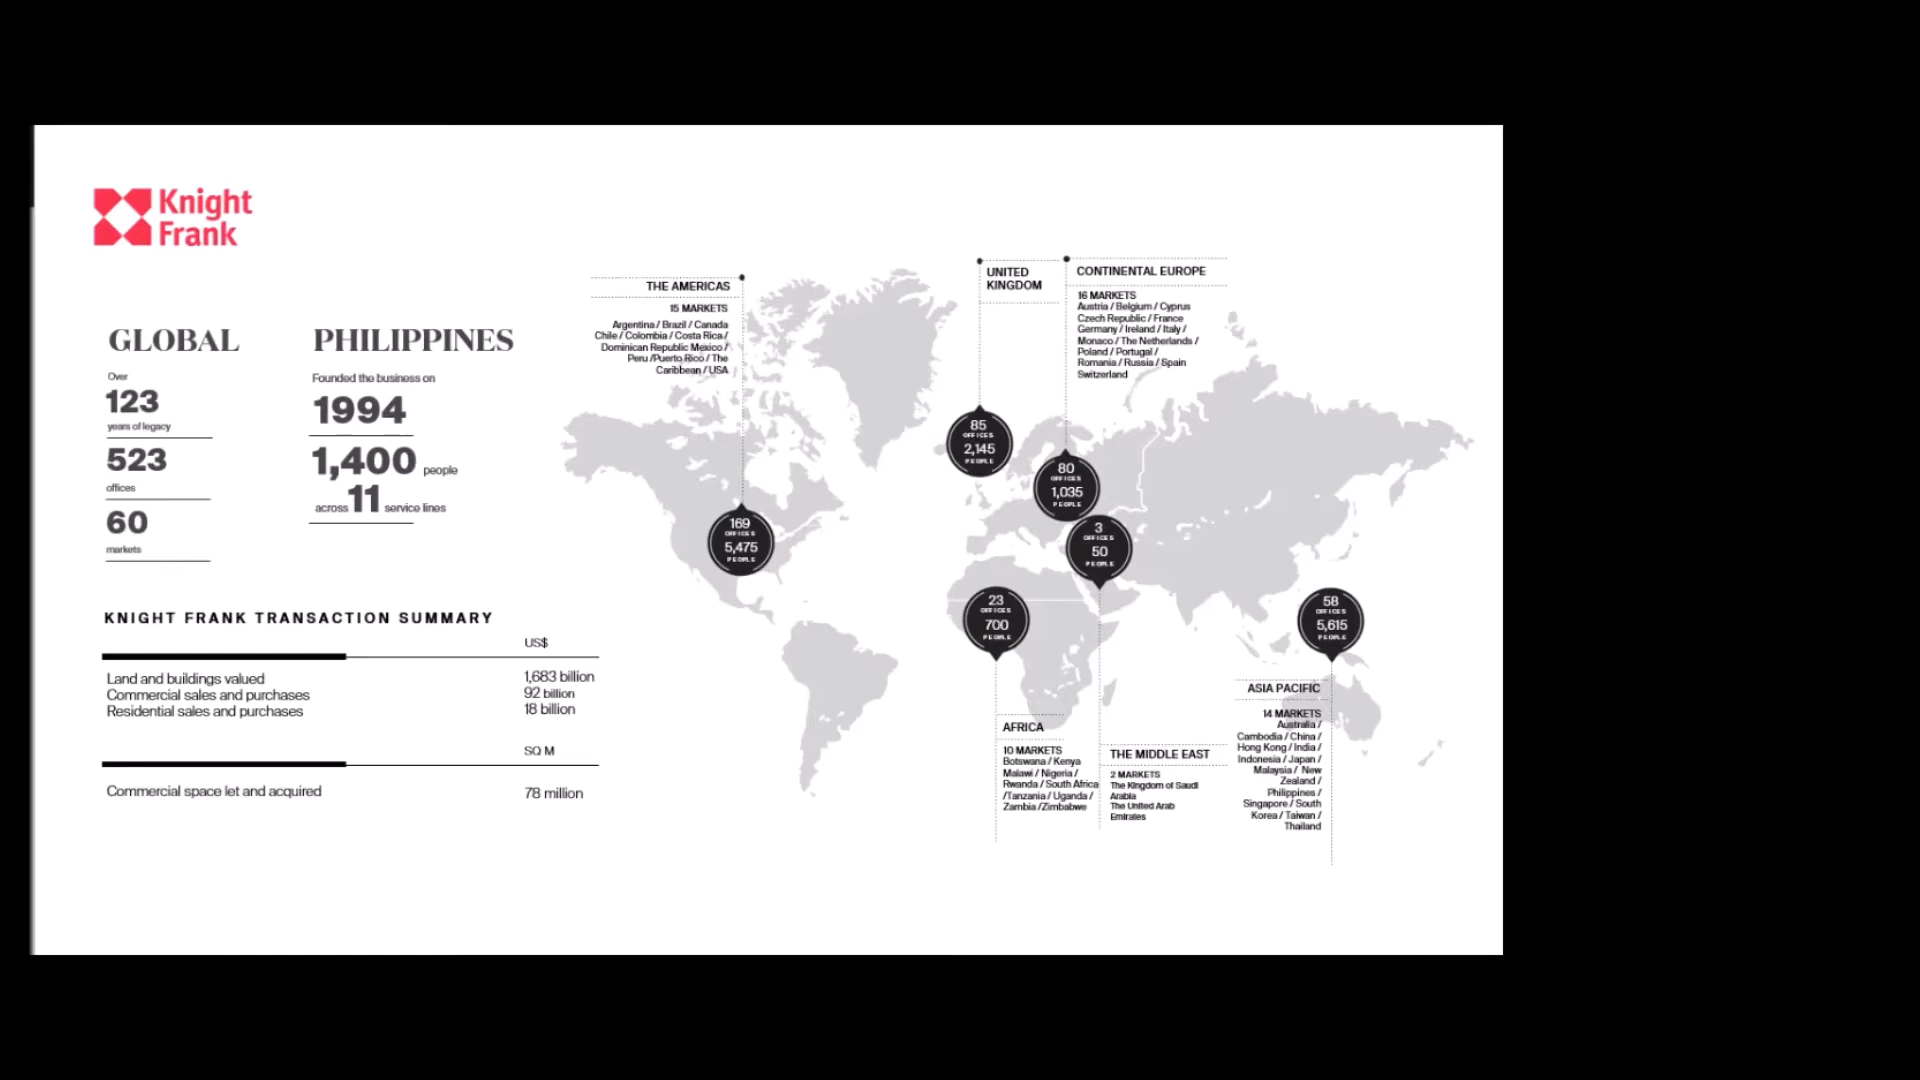 Knight
Frank
GLOBAL
Over
123
years of legacy
523
offices
60
markets
PHILIPPINES
Founded the business on
1994
1,400 people
across 11 service lines
KNIGHT FRANK TRANSACTION SUMMARY
US$
Land and buildings valued 1,683 billion
Commercial sales and purchases 92 billion
Residential sales and purchases 18 billion
SQ M
Commercial space let and acquired 78 million
THE AMERICAS
15 MARKETS
Argentina / Brazil / Canada
Chile / Colombia / Costa Rica /
Dominican Republic Mexico /
Peru /Puerto Rico / The
Caribbean / USA
169
OFFICES
5,475
PEOPLE
UNITED
KINGDOM
85
OFFICES
2,145
PEOPLE
CONTINENTAL EUROPE
16 MARKETS
Austria / Belgium / Cyprus
Czech Republic / France
Germany / Ireland / Italy /
Monaco / The Netherlands /
Poland / Portugal /
Romania / Russia / Spain
Switzerland
80
OFFICES
1,035
PEOPLE
3
OFFICES
50
PEOPLE
23
OFFICES
700
PEOPLE
58
OFFICES
5,615
PEOPLE
AFRICA
10 MARKETS
Botswana / Kenya
Malawi / Nigeria /
Rwanda / South Africa
/Tanzania / Uganda /
Zambia /Zimbabwe
THE MIDDLE EAST
2 MARKETS
The Kingdom of Saudi
Arabia
The United Arab
Emirates
ASIA PACIFIC
14 MARKETS
Australia /
Cambodia / China /
Hong Kong / India /
Indonesia / Japan /
Malaysia / New
Zealand /
Philippines /
Singapore / South
Korea / Taiwan /
Thailand